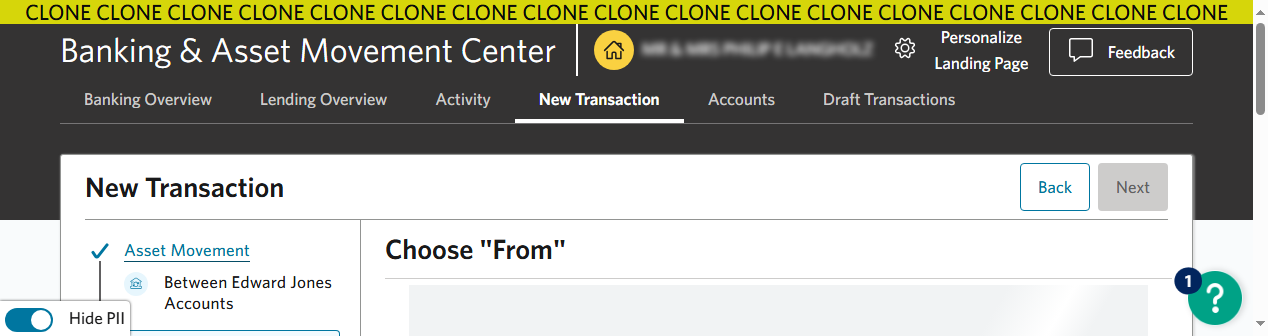 CLONE CLONE CLONE CLONE CLONE CLONE CLONE CLONE CLONE CLONE CLONE CLONE CLONE CLONE CLONE CLONE CLONE
Banking & Asset Movement Center
Personalize
Landing Page
Feedback
Banking Overview Lending Overview Activity New Transaction Accounts Draft Transactions
New Transaction
Back Next
Asset Movement
Between Edward Jones
Accounts
Choose "From"
1
?
Hide PII